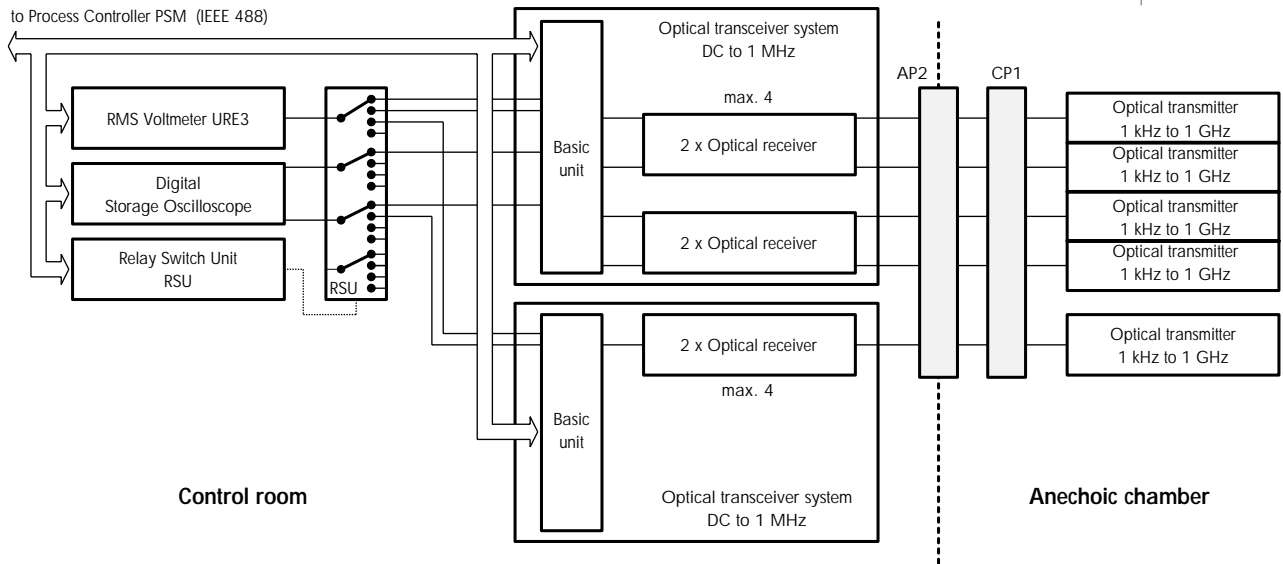 to Process Controller PSM (IEEE 488)
Optical transceiver system
DC to 1 MHz
AP2
CP1
max. 4
RMS Voltmeter URE3
Digital
Storage Oscilloscope
Relay Switch Unit
RSU
RSU
Basic
unit
2 x Optical receiver
2 x Optical receiver
Optical transmitter
1 kHz to 1 GHz
Optical transmitter
1 kHz to 1 GHz
Optical transmitter
1 kHz to 1 GHz
Optical transmitter
1 kHz to 1 GHz
2 x Optical receiver
Optical transmitter
1 kHz to 1 GHz
max. 4
Basic
unit
Control room
Optical transceiver system
DC to 1 MHz
Anechoic chamber